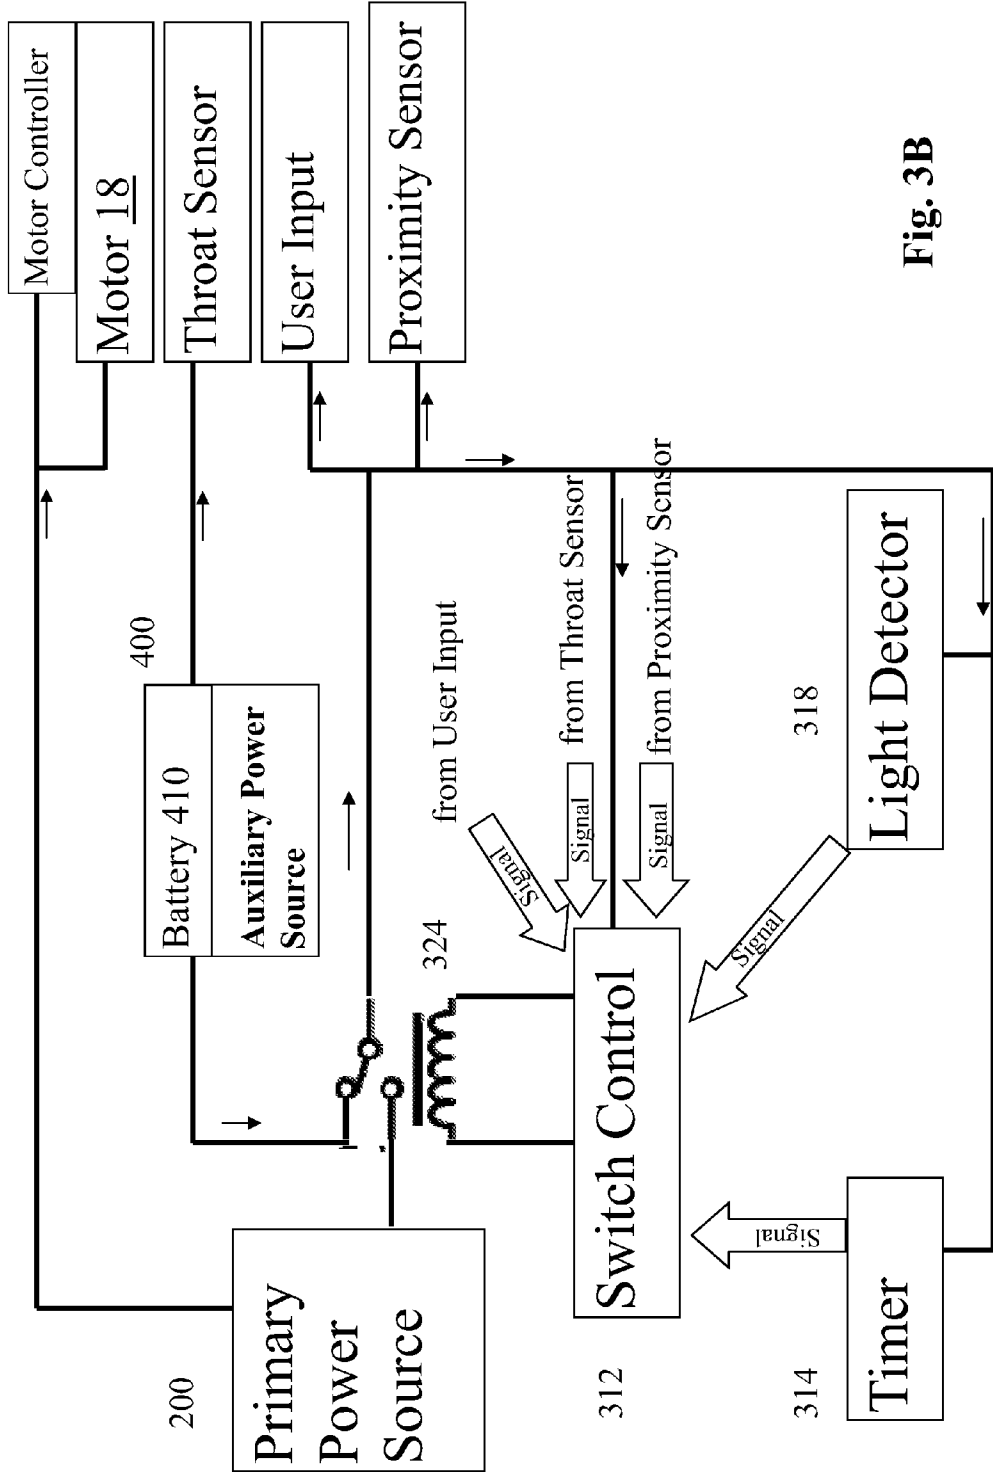 Motor Controller
Motor 18
Throat Sensor
User Input
Proximity Sensor
400
Battery 410
Auxiliary Power
Source
200
Primary
Power
Source
324
from User Input
from Throat Sensor
from Proximity Sensor
Signal
Signal
Signal
312
Switch Control
Signal
Signal
314
Timer
318
Light Detector
Fig. 3B